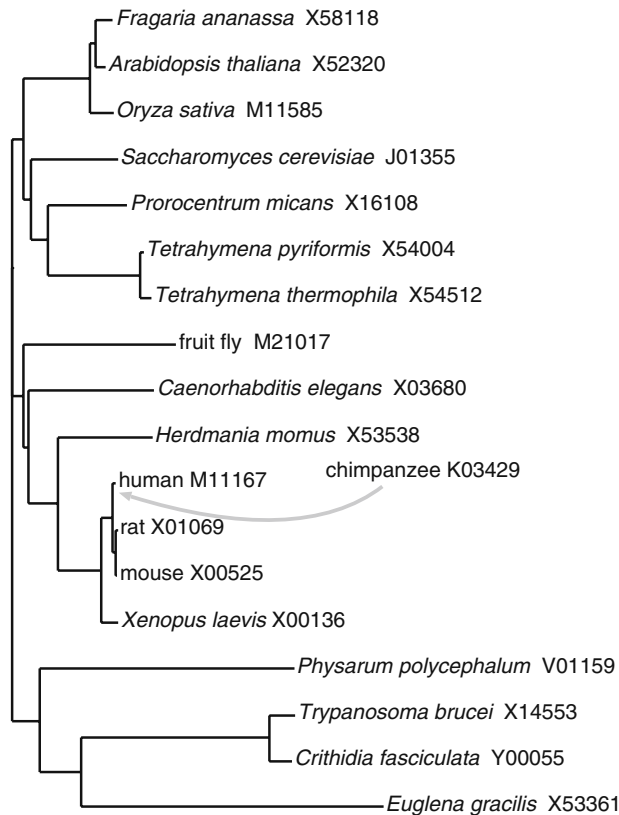 Fragaria ananassa X58118
Arabidopsis thaliana X52320
Oryza sativa M11585
Saccharomyces cerevisiae J01355
Prorocentrum micans X16108
Tetrahymena pyriformis X54004
Tetrahymena thermophila X54512
fruit fly M21017
Caenorhabditis elegans X03680
Herdmania momus X53538
chimpanzee K03429
human M11167
rat X01069
mouse X00525
Xenopus laevis X00136
Physarum polycephalum V01159
Trypanosoma brucei X14553
Crithidia fasciculata Y00055
Euglena gracilis X53361